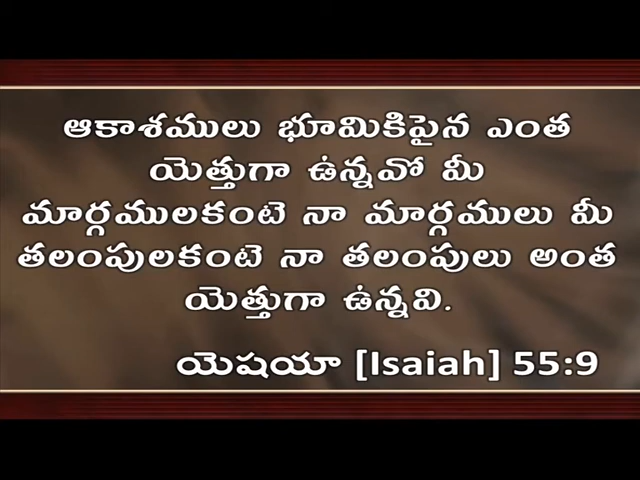 ఆకాశములు భూమికిపైన ఎంత
యెత్తుగా ఉన్నవో మీ
మార్గములకంటె నా మార్గములు మీ
తలంపులకంటె నా తలంపులు అంత
యెత్తుగా ఉన్నవి.
యెషయా [Isaiah] 55:9